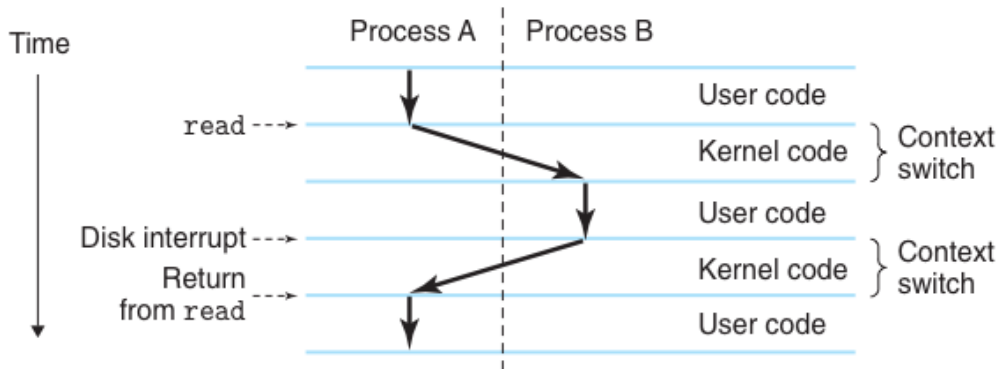 Process A Process B
Time
User code
read
Kernel code
Context
switch
User code
Disk interrupt
Kernel code
Context
switch
Return
from read
User code